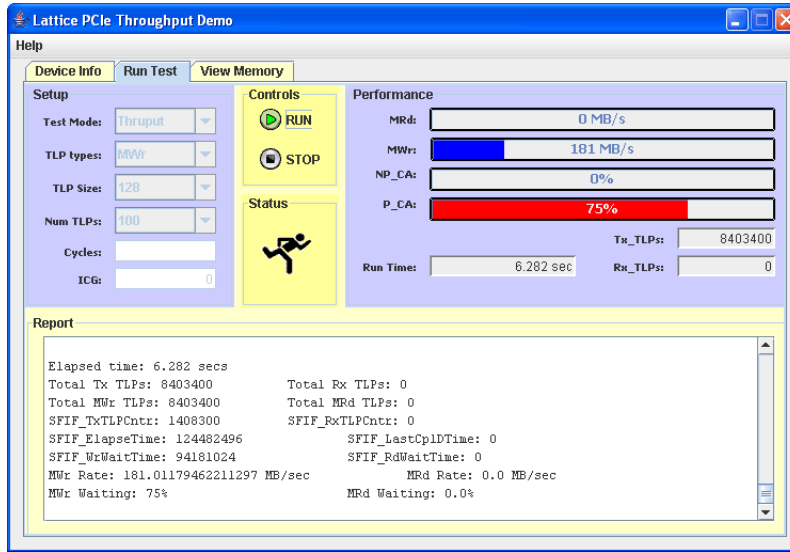 Lattice PCIe Throughput Demo
Help
Device Info Run Test View Memory
Setup
Test Mode: Thruput
TLP types: MWr
TLP Size: 128
Num TLPs: 100
Cycles:
ICG: 0
Controls
RUN
STOP
Status
Performance
MRd: 0 MB/s
MWr: 181 MB/s
NP_CA: 0%
P_CA: 75%
Tx_TLPs: 8403400
Run Time: 6.282 sec Rx_TLPs: 0
Report
Elapsed time: 6.282 secs
Total Tx TLPs: 8403400 Total Rx TLPs: 0
Total MWr TLPs: 8403400 Total MRd TLPs: 0
SFIF_TxTLPCntr: 1408300 SFIF_RxTLPCntr: 0
SFIF_ElapseTime: 124482496 SFIF_LastCplDTime: 0
SFIF_WrWaitTime: 94181024 SFIF_RdWaitTime: 0
MWr Rate: 181.01179462211297 MB/sec MRd Rate: 0.0 MB/sec
MWr Waiting: 75% MRd Waiting: 0.0%